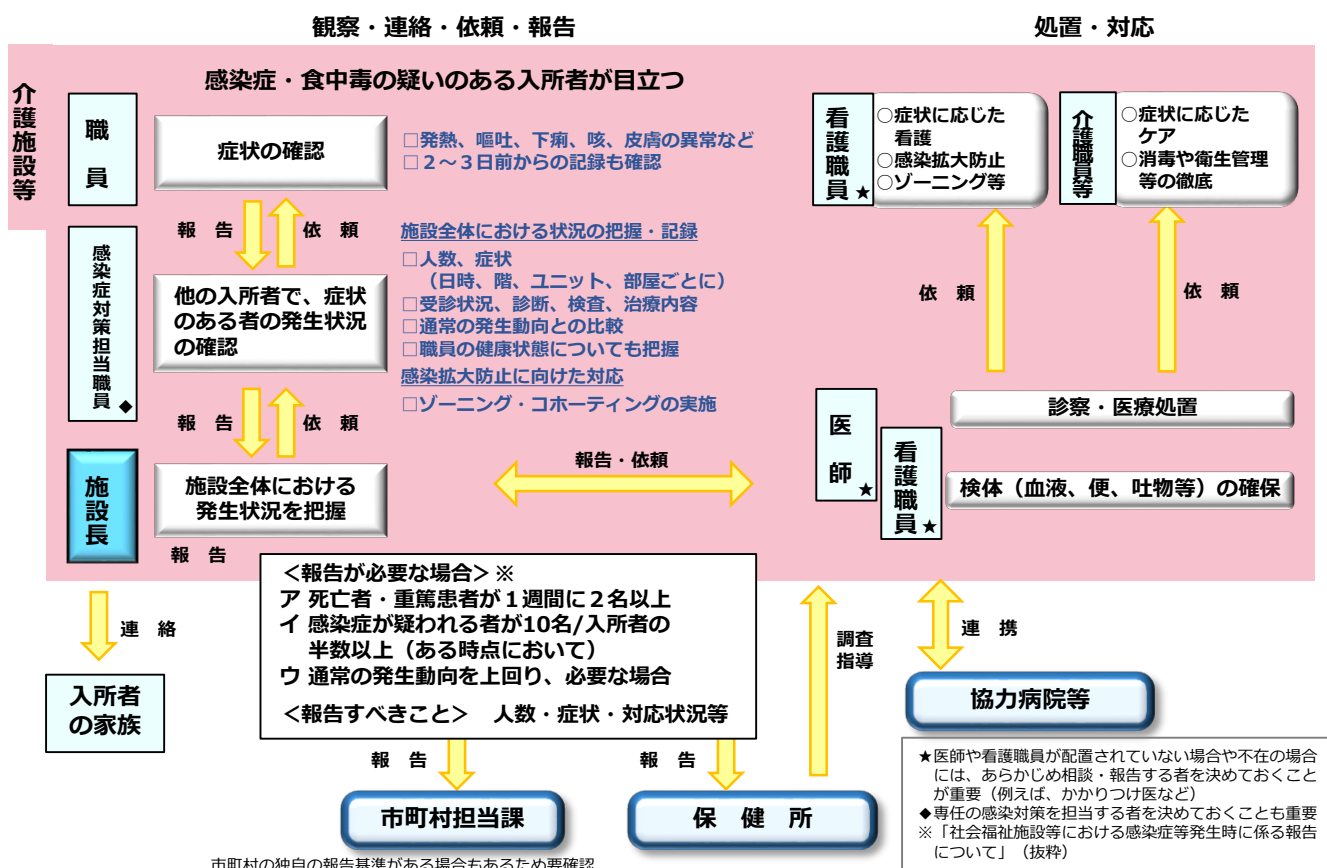 観察・連絡・依頼・報告
処置・対応
介護施設等
感染症・食中毒の疑いのある入所者が目立つ
職員
症状の確認
□発熱、嘔吐、下痢、咳、皮膚の異常など
□２～３日前からの記録も確認
報告
依頼
感染症対策担当職員◆
他の入所者で、症状
のある者の発生状況
の確認
施設全体における状況の把握・記録
□人数、症状
（日時、階、ユニット、部屋ごとに）
□受診状況、診断、検査、治療内容
□通常の発生動向との比較
□職員の健康状態についても把握
感染拡大防止に向けた対応
□ゾーニング・コホーティングの実施
報告
依頼
施設長
施設全体における
発生状況を把握
報告
報告・依頼
看護職員★
○症状に応じた
看護
○感染拡大防止
○ゾーニング等
介護職員等
○症状に応じた
ケア
○消毒や衛生管理
等の徹底
依頼
依頼
医師★
看護職員★
診察・医療処置
検体（血液、便、吐物等）の確保
連絡
入所者
の家族
＜報告が必要な場合＞※
ア 死亡者・重篤患者が１週間に２名以上
イ 感染症が疑われる者が10名/入所者の
半数以上（ある時点において）
ウ 通常の発生動向を上回り、必要な場合
＜報告すべきこと＞　人数・症状・対応状況等
報告
報告
調査
指導
連携
市町村担当課
保健所
協力病院等
市町村の独自の報告基準がある場合もあるため要確認
★医師や看護職員が配置されていない場合や不在の場合
には、あらかじめ相談・報告する者を決めておくこと
が重要（例えば、かかりつけ医など）
◆専任の感染対策を担当する者を決めておくことも重要
※「社会福祉施設等における感染症等発生時に係る報告
について」（抜粋）